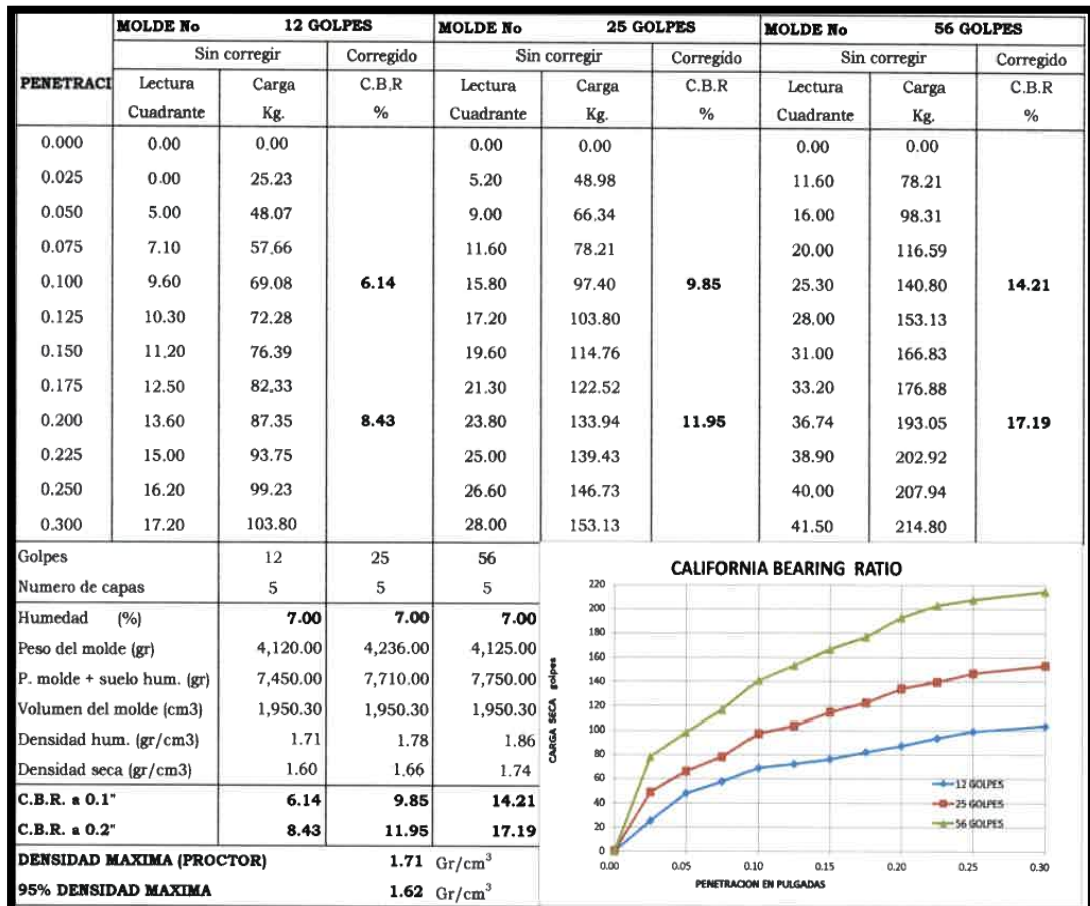 MOLDE No 12 GOLPES MOLDE No 25 GOLPES MOLDE No 56 GOLPES
Sin corregir Corregido Sin corregir Corregido Sin corregir Corregido
PENETRACI Lectura Carga C.B.R Lectura Carga C.B.R Lectura Carga C.B.R
Cuadrante Kg. % Cuadrante Kg. % Cuadrante Kg. %
0.000 0.00 0.00 0.00 0.00 0.00 0.00
0.025 0.00 25.23 5.20 48.98 11.60 78.21
0.050 5.00 48.07 9.00 66.34 16.00 98.31
0.075 7.10 57.66 11.60 78.21 20.00 116.59
0.100 9.60 69.08 6.14 15.80 97.40 9.85 25.30 140.80 14.21
0.125 10.30 72.28 17.20 103.80 28.00 153.13
0.150 11.20 76.39 19.60 114.76 31.00 166.83
0.175 12.50 82.33 21.30 122.52 33.20 176.88
0.200 13.60 87.35 8.43 23.80 133.94 11.95 36.74 193.05 17.19
0.225 15.00 93.75 25.00 139.43 38.90 202.92
0.250 16.20 99.23 26.60 146.73 40.00 207.94
0.300 17.20 103.80 28.00 153.13 41.50 214.80
Golpes 12 25 56
Numero de capas 5 5 5
Humedad (%) 7.00 7.00 7.00
Peso del molde (gr) 4,120.00 4,236.00 4,125.00
P. molde + suelo hum. (gr) 7,450.00 7,710.00 7,750.00
Volumen del molde (cm3) 1,950.30 1,950.30 1,950.30
Densidad hum. (gr/cm3) 1.71 1.78 1.86
Densidad seca (gr/cm3) 1.60 1.66 1.74
C.B.R. a 0.1" 6.14 9.85 14.21
C.B.R. a 0.2" 8.43 11.95 17.19
DENSIDAD MAXIMA (PROCTOR) 1.71 Gr/cm³
95% DENSIDAD MAXIMA 1.62 Gr/cm³
CALIFORNIA BEARING RATIO
CARGA SECA golpes
220
200
180
160
140
120
100
80
60
40
20
0
0.00 0.05 0.10 0.15 0.20 0.25 0.30
PENETRACION EN PULGADAS
12 GOLPES
25 GOLPES
56 GOLPES